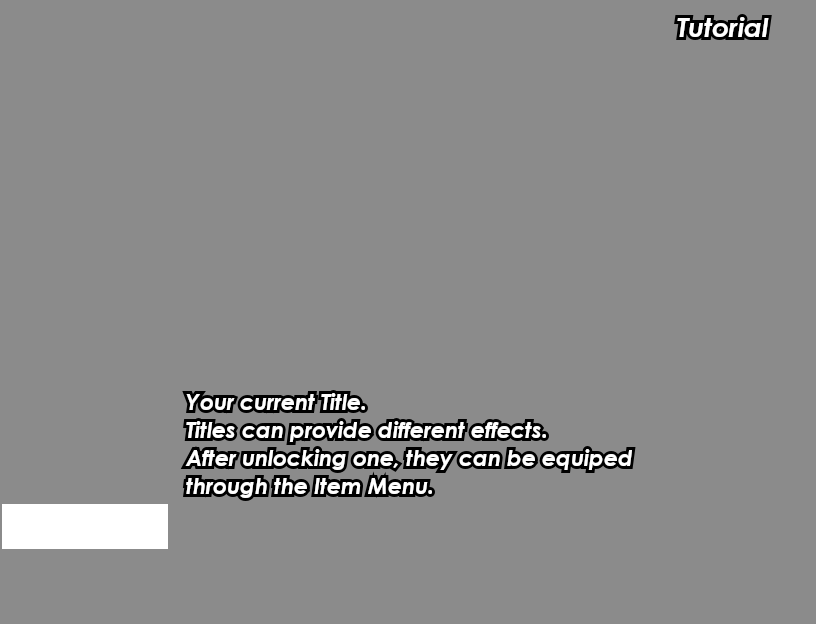 Tutorial
Your current Title.
Titles can provide different effects.
After unlocking one, they can be equiped
through the Item Menu.